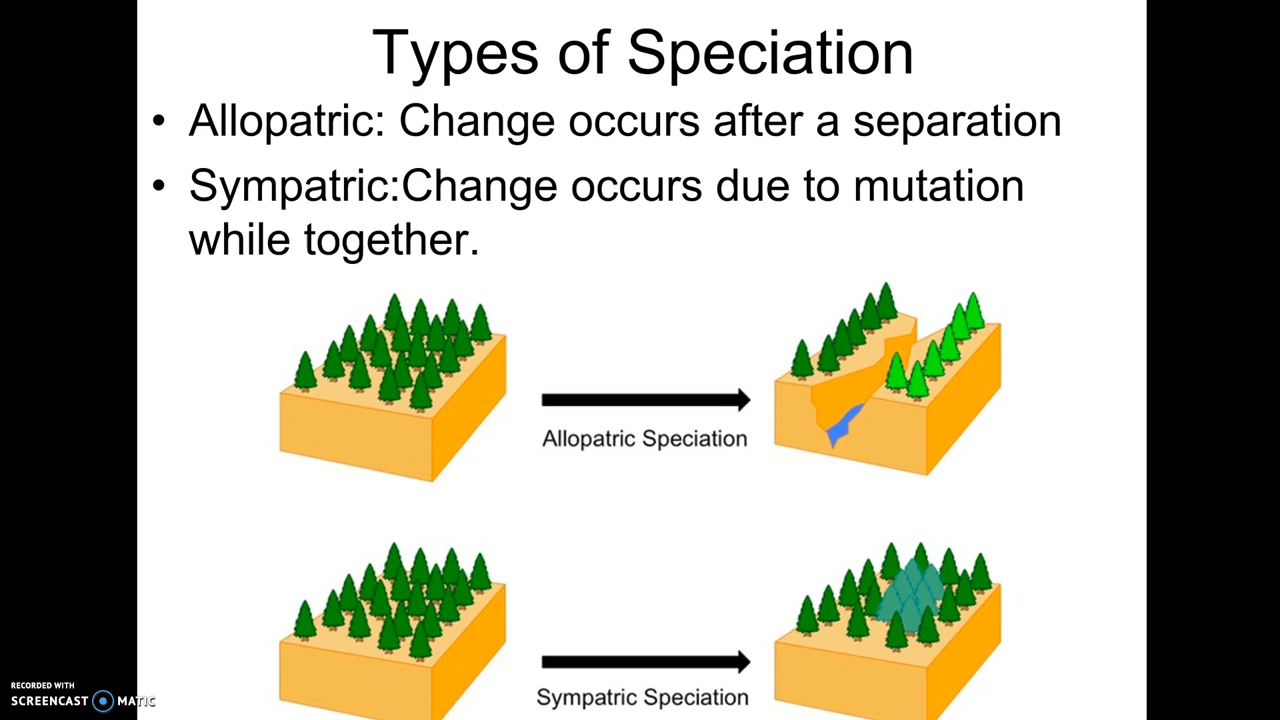 Types of Speciation
• Allopatric: Change occurs after a separation
• Sympatric:Change occurs due to mutation
while together.
Allopatric Speciation
Sympatric Speciation
RECORDED WITH
SCREENCAST MATIC